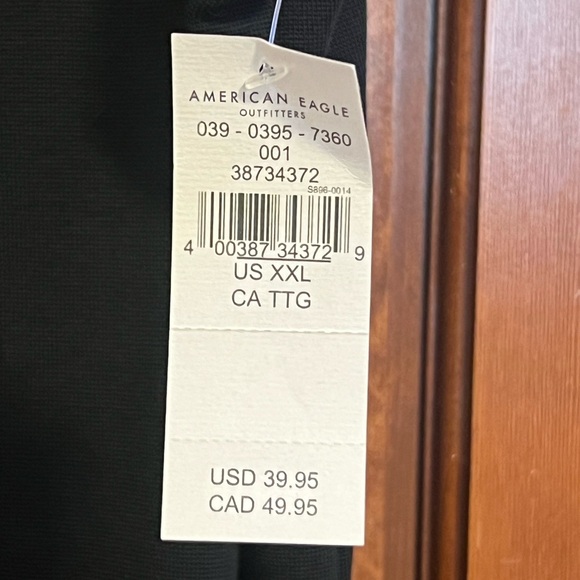 AMERICAN EAGLE
OUTFITTERS
039 - 0395 - 7360
001
38734372
S896-0014
4 00387 34372 9
US XXL
CA TTG
USD 39.95
CAD 49.95